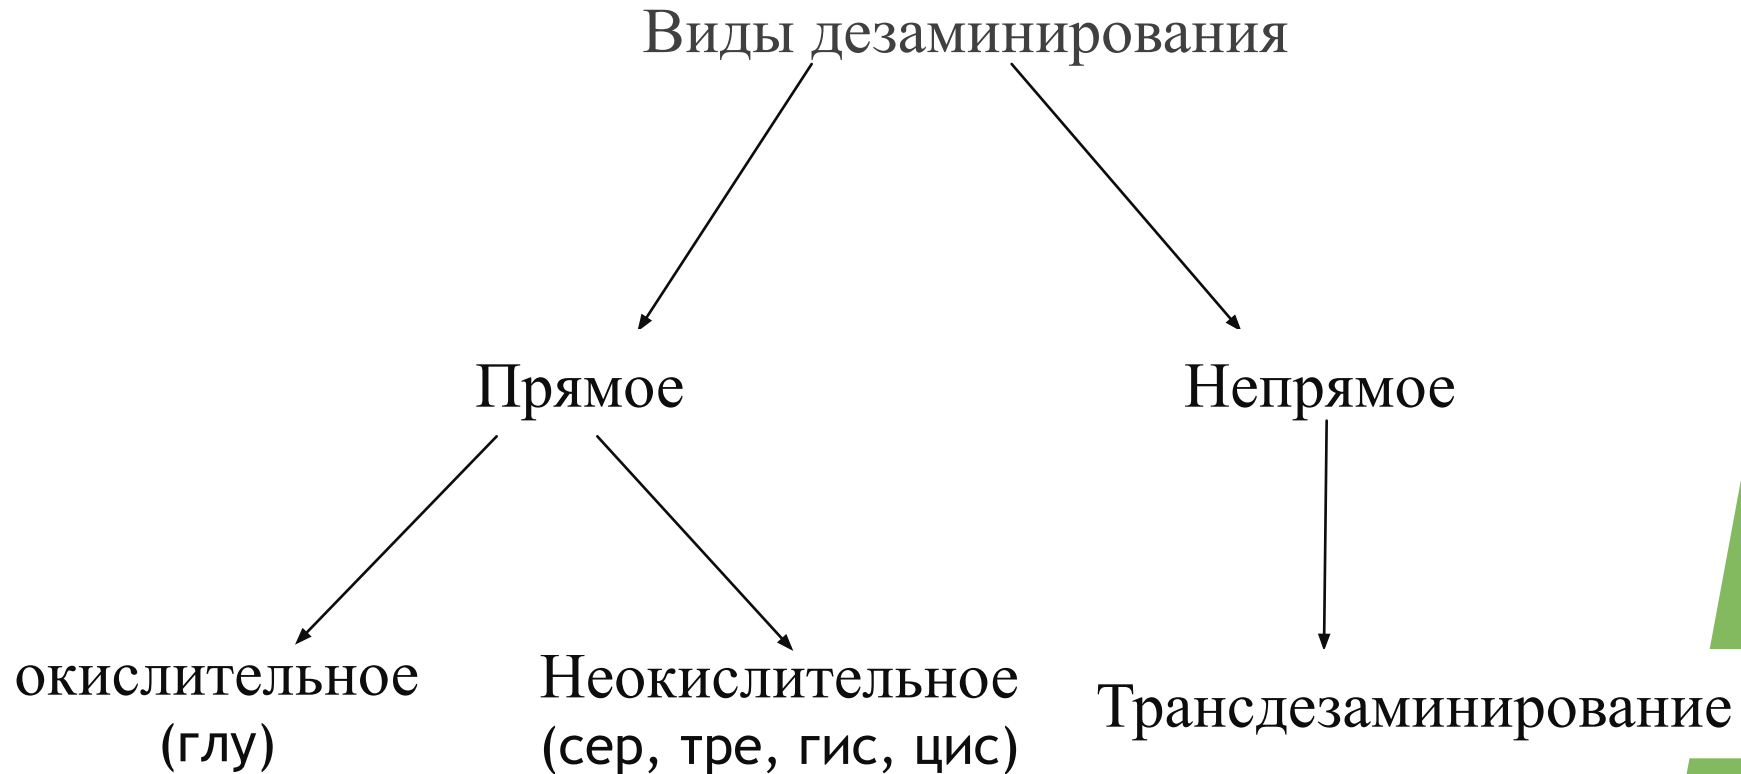 Виды дезаминирования
Прямое
Непрямое
окислительное
(глу)
Неокислительное
(сер, тре, гис, цис)
Трансдезаминирование